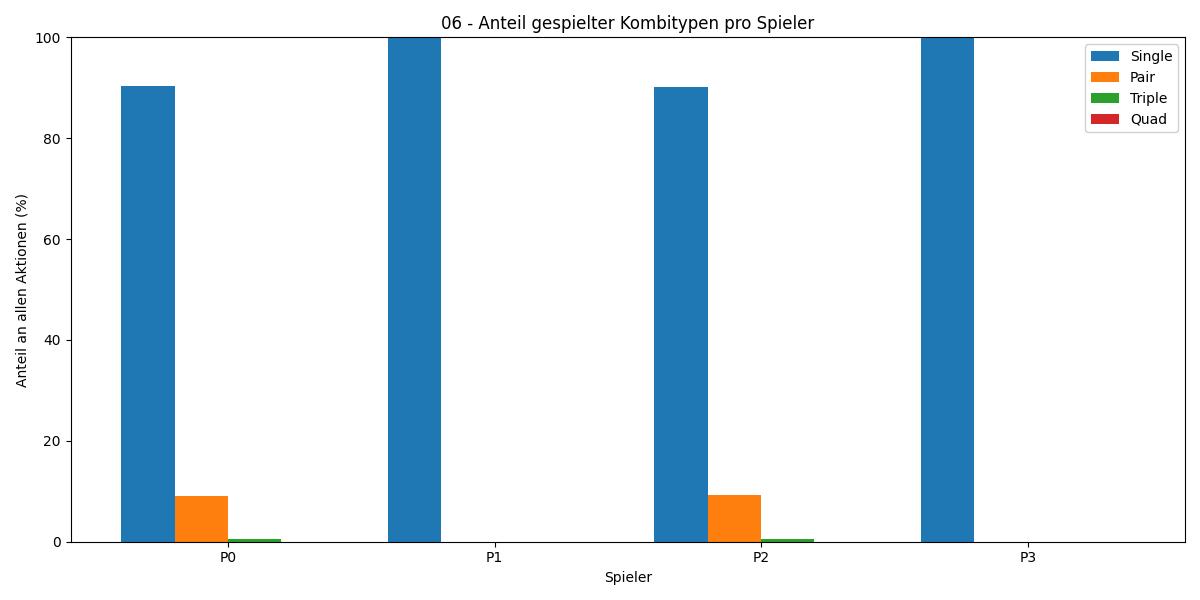 06 - Anteil gespielter Kombitypen pro Spieler
Anteil an allen Aktionen (%)
100
80
60
40
20
0
Single
Pair
Triple
Quad
P0 P1 P2 P3
Spieler